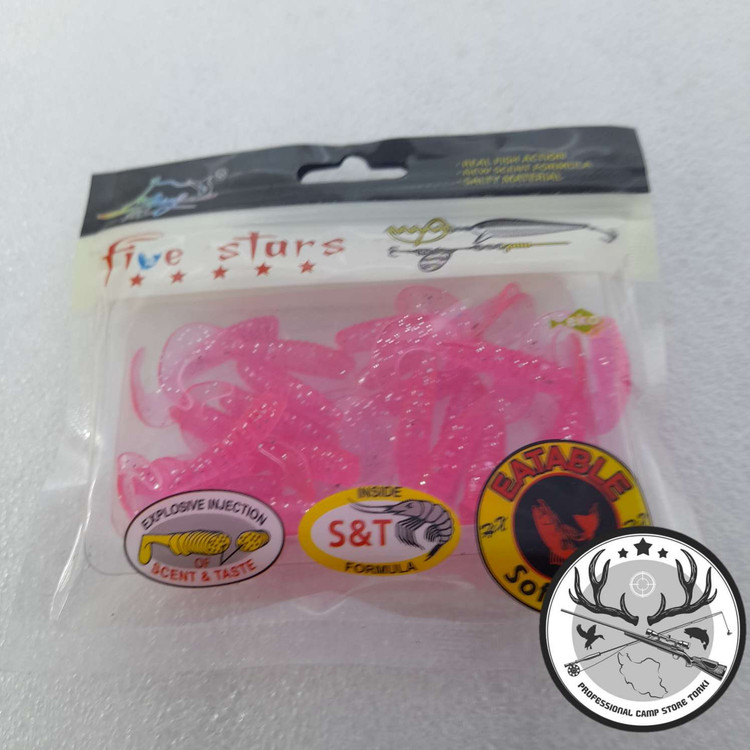 - REAL FISH ACTION
- NEW SCENT FORMULA
- SALTY MATERIAL
five stars
EXPLOSIVE INJECTION
OF
SCENT & TASTE
INSIDE
S&T
FORMULA
EATABLE
PROFESSIONAL CAMP STORE TORKI